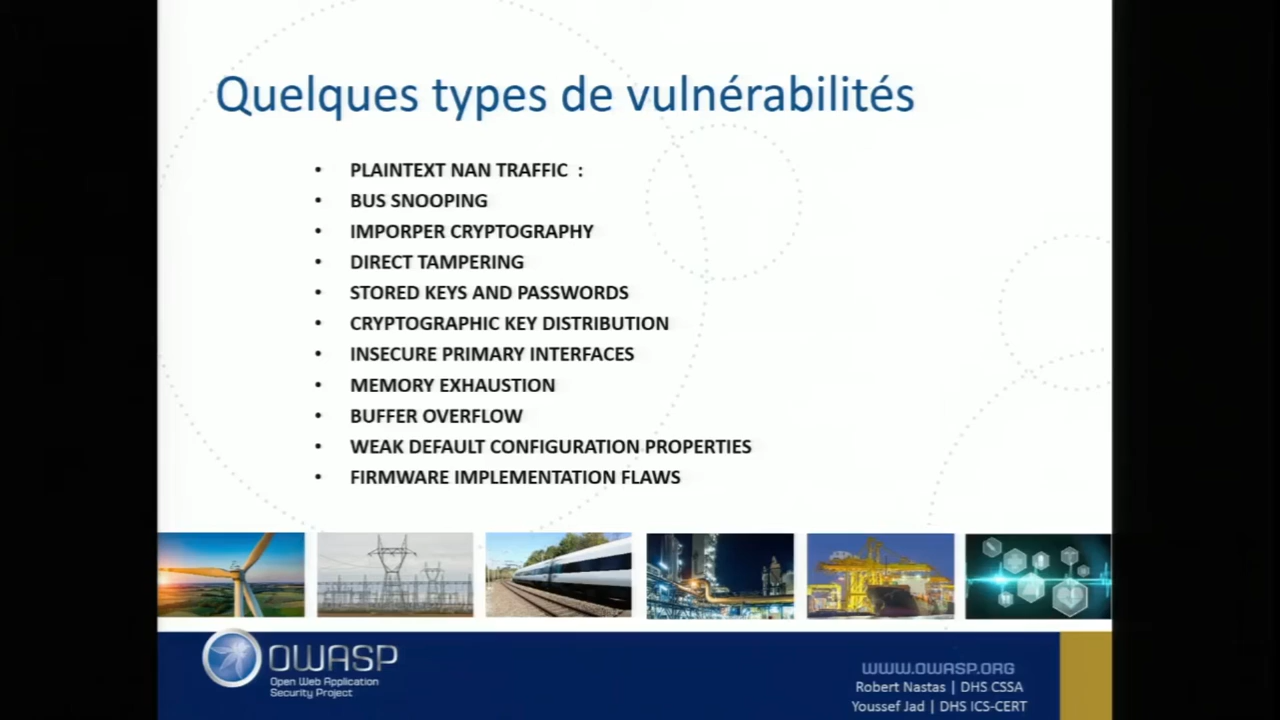 Quelques types de vulnérabilités
• PLAINTEXT NAN TRAFFIC :
• BUS SNOOPING
• IMPORPER CRYPTOGRAPHY
• DIRECT TAMPERING
• STORED KEYS AND PASSWORDS
• CRYPTOGRAPHIC KEY DISTRIBUTION
• INSECURE PRIMARY INTERFACES
• MEMORY EXHAUSTION
• BUFFER OVERFLOW
• WEAK DEFAULT CONFIGURATION PROPERTIES
• FIRMWARE IMPLEMENTATION FLAWS
OWASP
Open Web Application
Security Project
WWW.OWASP.ORG
Robert Nastas | DHS CSSA
Youssef Jad | DHS ICS-CERT